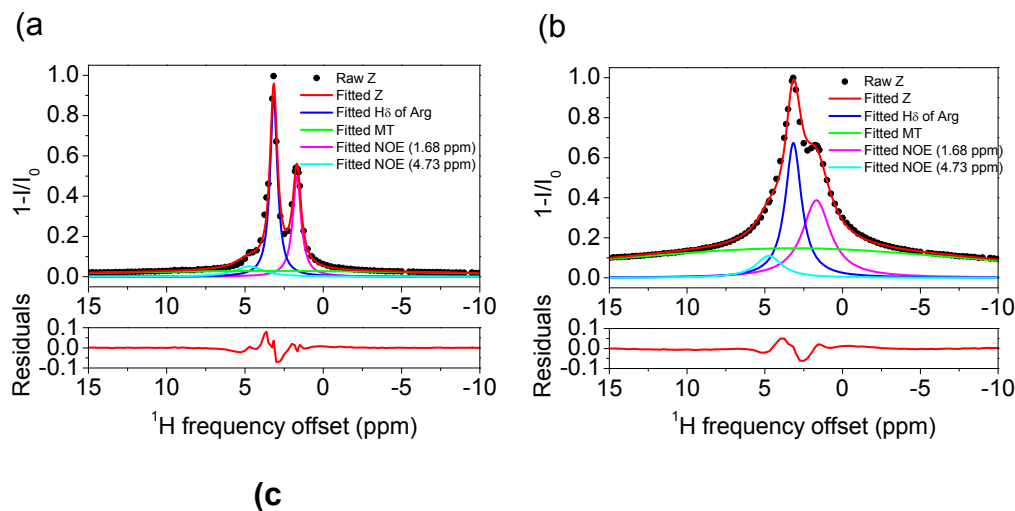 (a)
1-I/I0
1.0
0.8
0.6
0.4
0.2
0.0
Raw Z
Fitted Z
Fitted Hδ of Arg
Fitted MT
Fitted NOE (1.68 ppm)
Fitted NOE (4.73 ppm)
15 10 5 0 -5 -10
Residuals
0.1
0.0
-0.1
15 10 5 0 -5 -10
1H frequency offset (ppm)
(b)
1-I/I0
1.0
0.8
0.6
0.4
0.2
0.0
Raw Z
Fitted Z
Fitted Hδ of Arg
Fitted MT
Fitted NOE (1.68 ppm)
Fitted NOE (4.73 ppm)
15 10 5 0 -5 -10
Residuals
0.1
0.0
-0.1
15 10 5 0 -5 -10
1H frequency offset (ppm)
(c